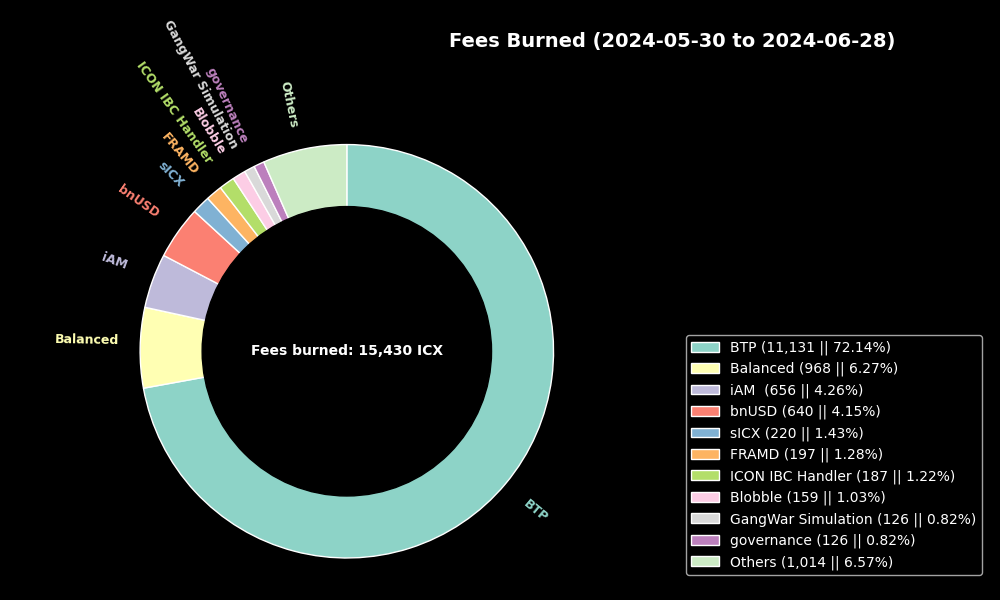 Fees Burned (2024-05-30 to 2024-06-28)
GangWar Simulation
governance
ICON IBC Handler
Others
Blobble
FRAMD
sICX
bnUSD
iAM
Balanced
Fees burned: 15,430 ICX
BTP
BTP (11,131 || 72.14%)
Balanced (968 || 6.27%)
iAM  (656 || 4.26%)
bnUSD (640 || 4.15%)
sICX (220 || 1.43%)
FRAMD (197 || 1.28%)
ICON IBC Handler (187 || 1.22%)
Blobble (159 || 1.03%)
GangWar Simulation (126 || 0.82%)
governance (126 || 0.82%)
Others (1,014 || 6.57%)